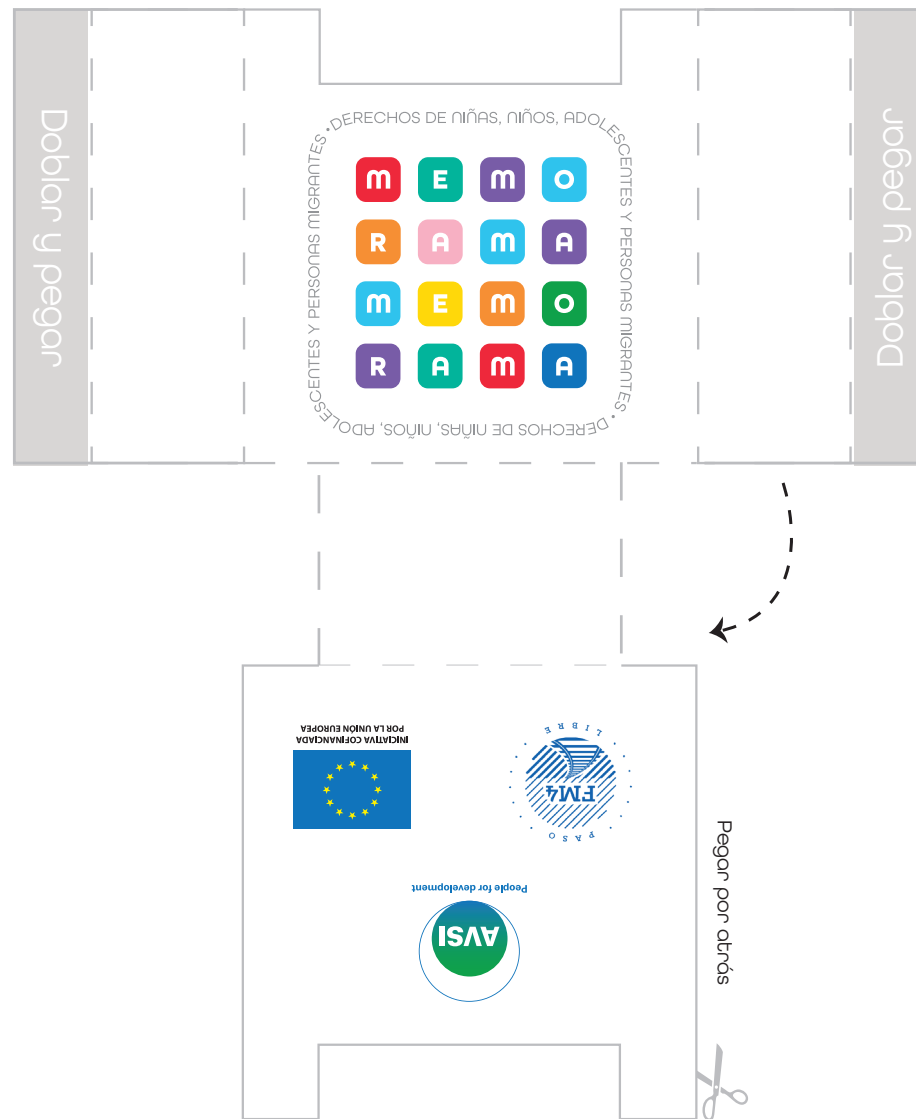 Doblar y pegar
Doblar y pegar
DERECHOS DE NIÑAS, NIÑOS, ADOLESCENTES Y PERSONAS MIGRANTES •
DERECHOS DE NIÑAS, NIÑOS, ADOLESCENTES Y PERSONAS MIGRANTES •
M E M O
R A M A
M E M O
R A M A
INICIATIVA COFINANCIADA
POR LA UNIÓN EUROPEA
PASO
FM4
LIBRE
AVSI
People for development
Pegar por atrás